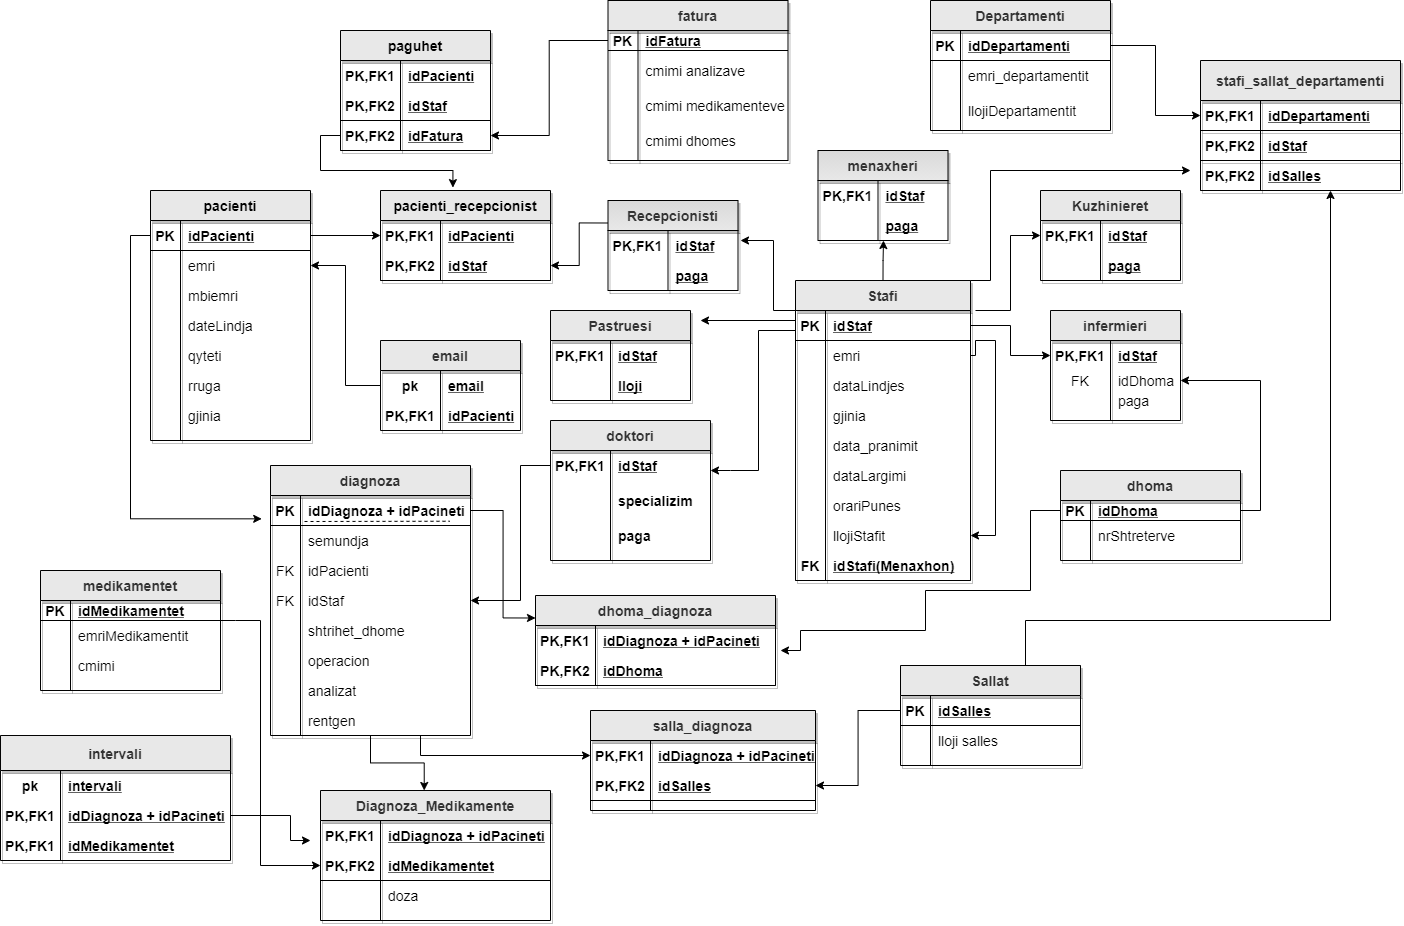 fatura
PK idFatura
cmimi analizave
cmimi medikamenteve
cmimi dhomes
Departamenti
PK idDepartamenti
emri_departamentit
llojiDepartamentit
paguhet
PK,FK1 idPacienti
PK,FK2 idStaf
PK,FK2 idFatura
stafi_sallat_departamenti
PK,FK1 idDepartamenti
PK,FK2 idStaf
PK,FK2 idSalles
menaxheri
PK,FK1 idStaf
paga
pacienti
PK idPacienti
emri
mbiemri
dateLindja
qyteti
rruga
gjinia
pacienti_recepcionist
PK,FK1 idPacienti
PK,FK2 idStaf
Recepcionisti
PK,FK1 idStaf
paga
Kuzhinieret
PK,FK1 idStaf
paga
Stafi
PK idStaf
emri
dataLindjes
gjinia
data_pranimit
dataLargimi
orariPunes
llojiStafit
FK idStafi(Menaxhon)
Pastruesi
PK,FK1 idStaf
lloji
infermieri
PK,FK1 idStaf
FK idDhoma
paga
email
pk email
PK,FK1 idPacienti
doktori
PK,FK1 idStaf
specializim
paga
diagnoza
PK idDiagnoza + idPacineti
semundja
FK idPacienti
FK idStaf
shtrihet_dhome
operacion
analizat
rentgen
dhoma
PK idDhoma
nrShtreterve
medikamentet
PK idMedikamentet
emriMedikamentit
cmimi
dhoma_diagnoza
PK,FK1 idDiagnoza + idPacineti
PK,FK2 idDhoma
Sallat
PK idSalles
lloji salles
salla_diagnoza
PK,FK1 idDiagnoza + idPacineti
PK,FK2 idSalles
intervali
pk intervali
PK,FK1 idDiagnoza + idPacineti
PK,FK1 idMedikamentet
Diagnoza_Medikamente
PK,FK1 idDiagnoza + idPacineti
PK,FK2 idMedikamentet
doza